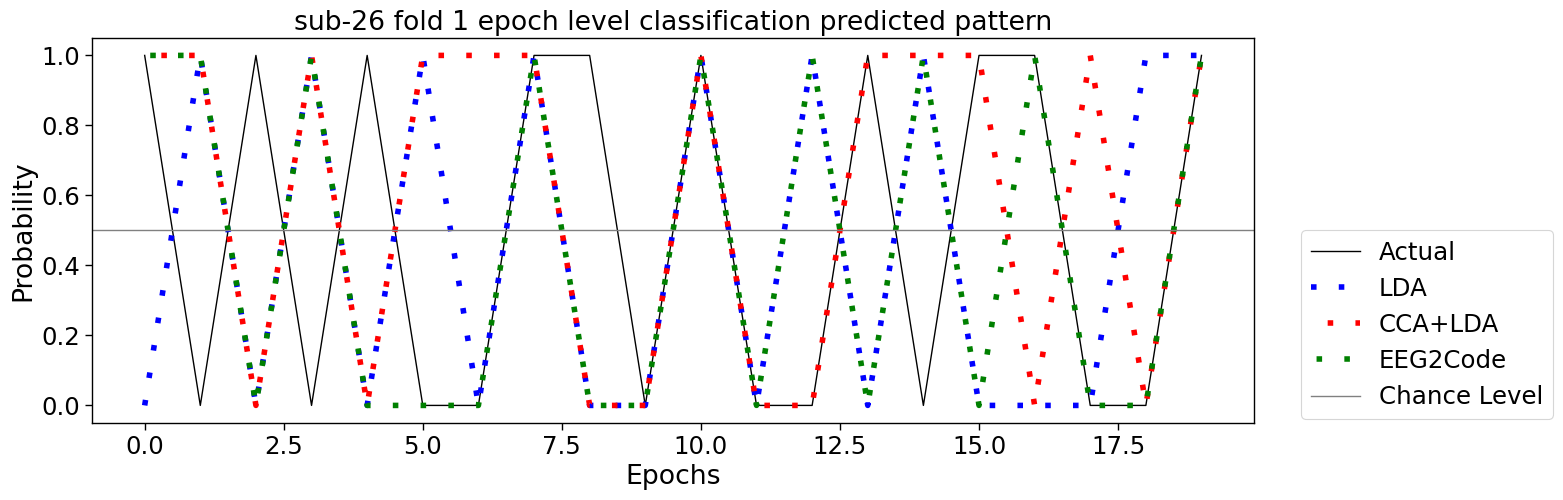 sub-26 fold 1 epoch level classification predicted pattern
1.0
0.8
0.6
0.4
0.2
0.0
Probability
0.0 2.5 5.0 7.5 10.0 12.5 15.0 17.5
Epochs
Actual
LDA
CCA+LDA
EEG2Code
Chance Level